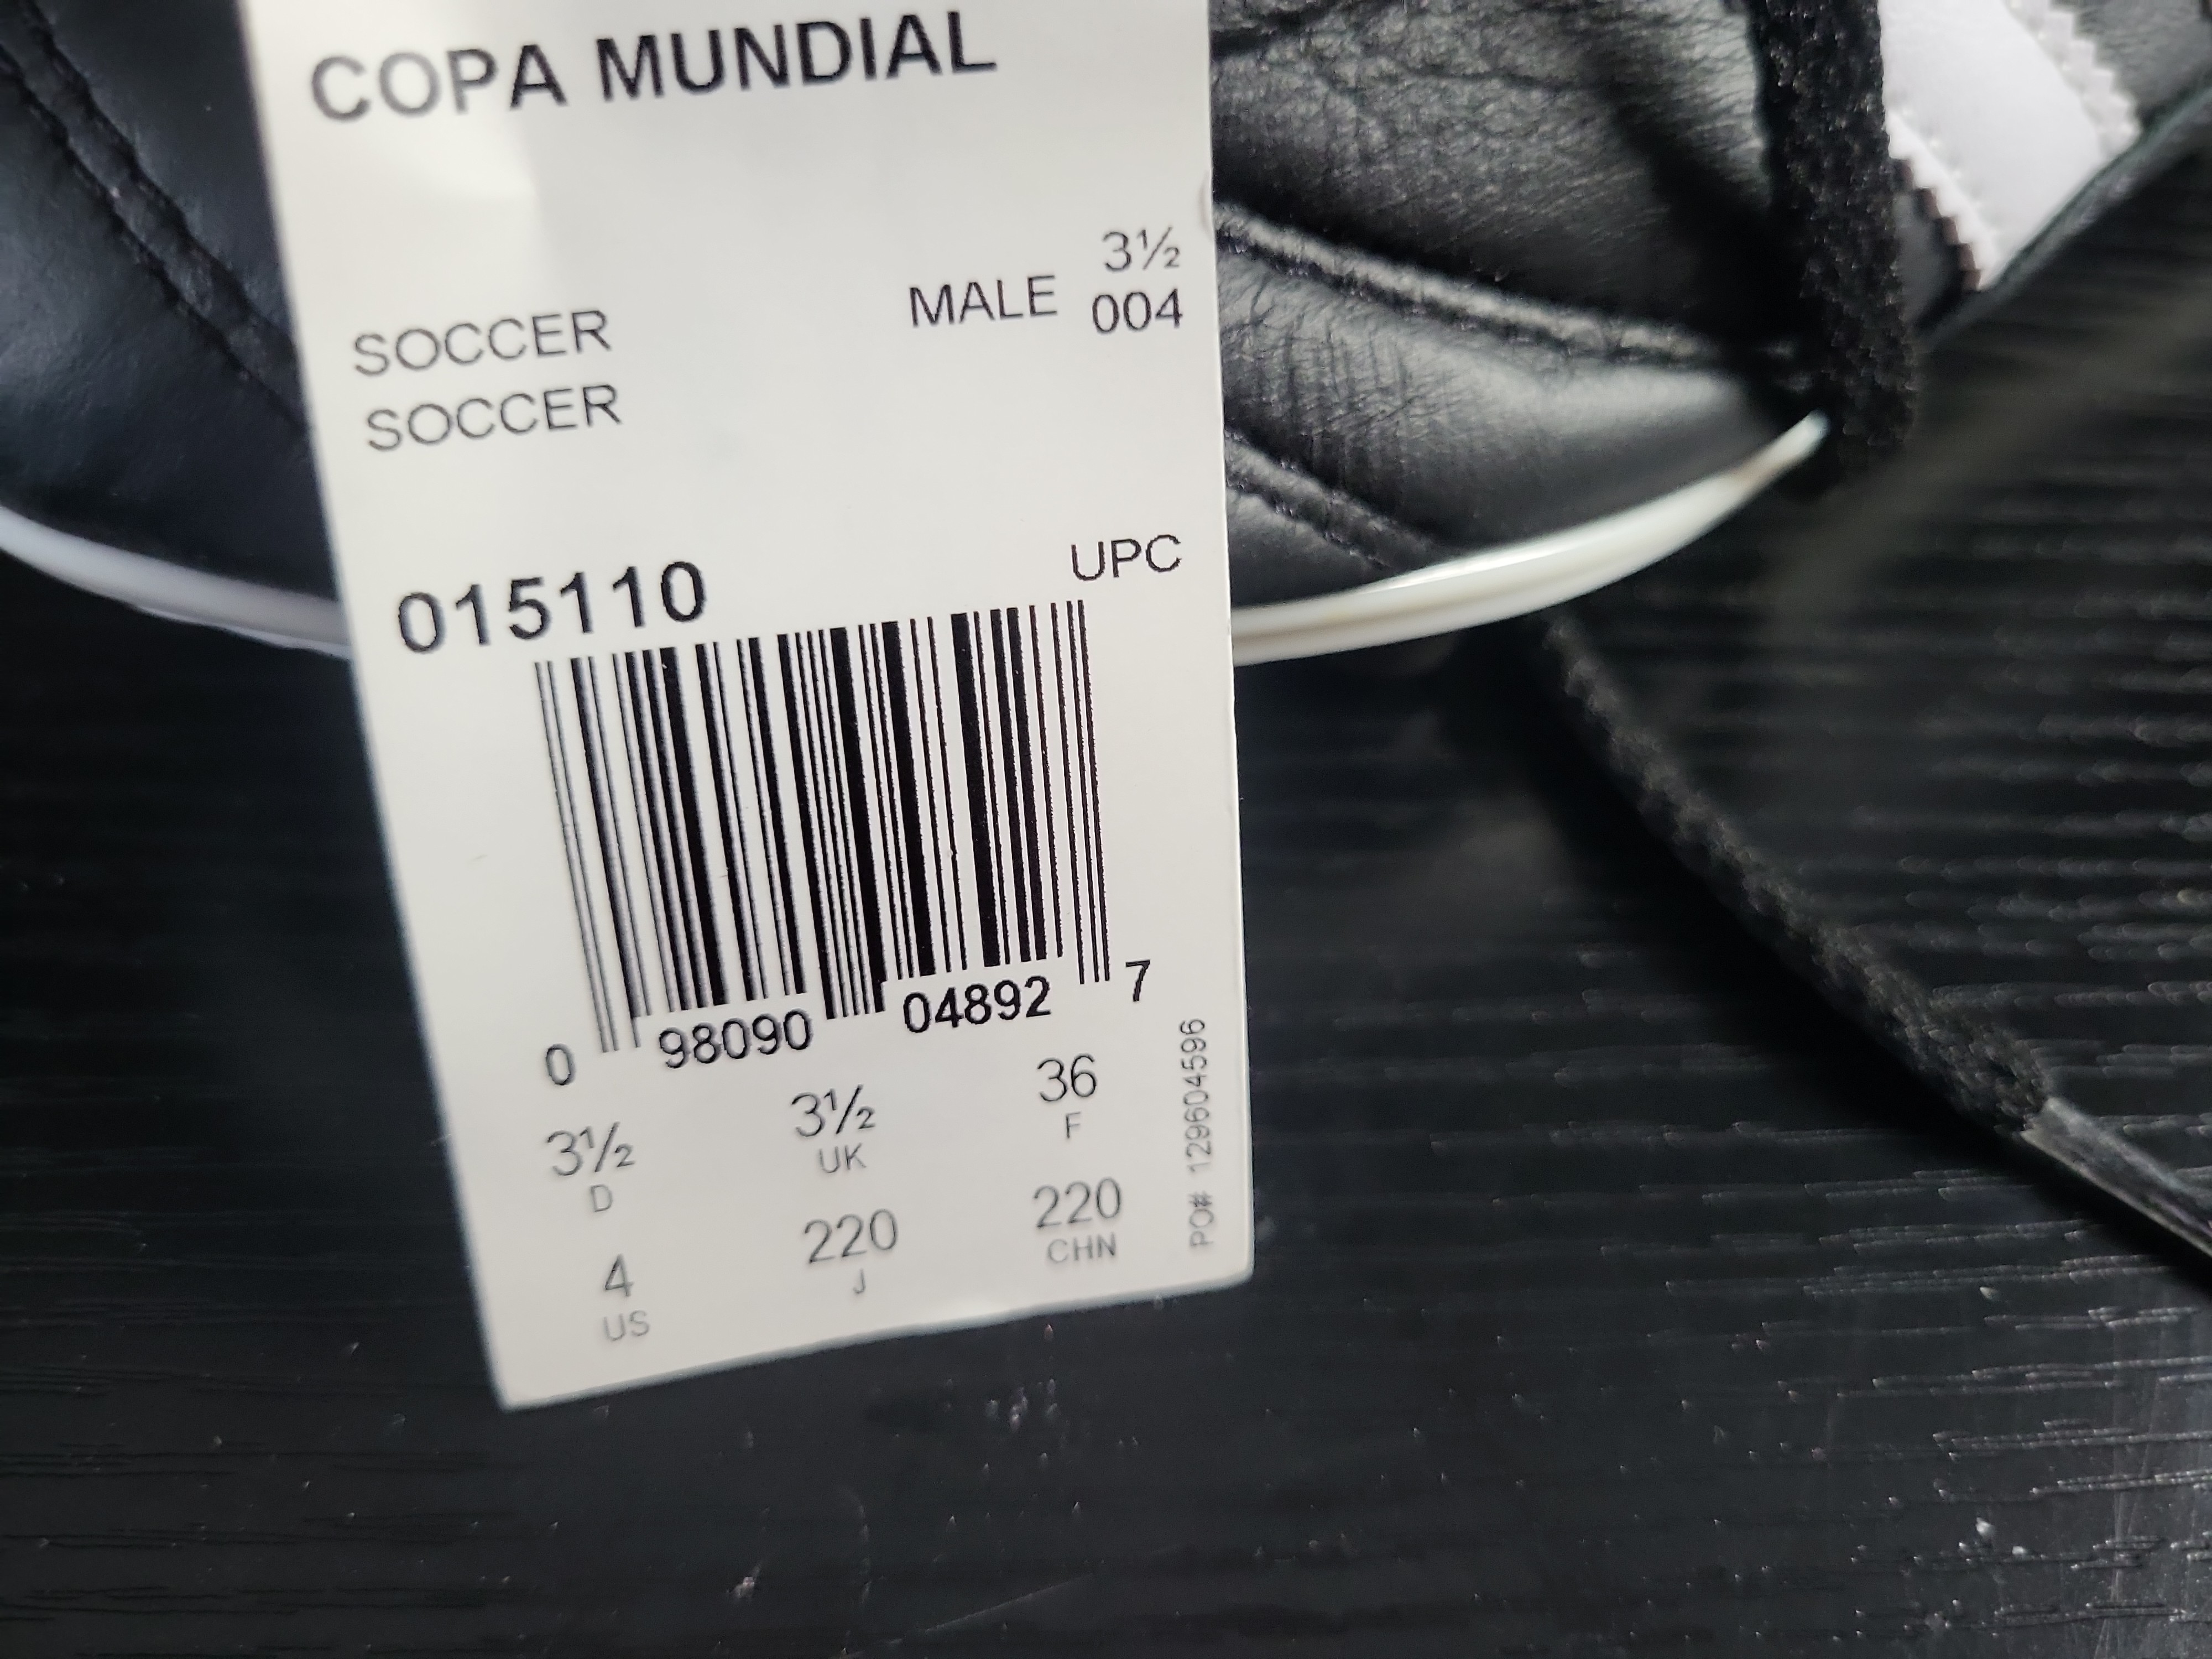 COPA MUNDIAL
3½
MALE 004
SOCCER
SOCCER
UPC
015110
0 98090 04892 7
3½ 3½ 36
D UK F
4 220 220
US J CHN
PO# 129604596